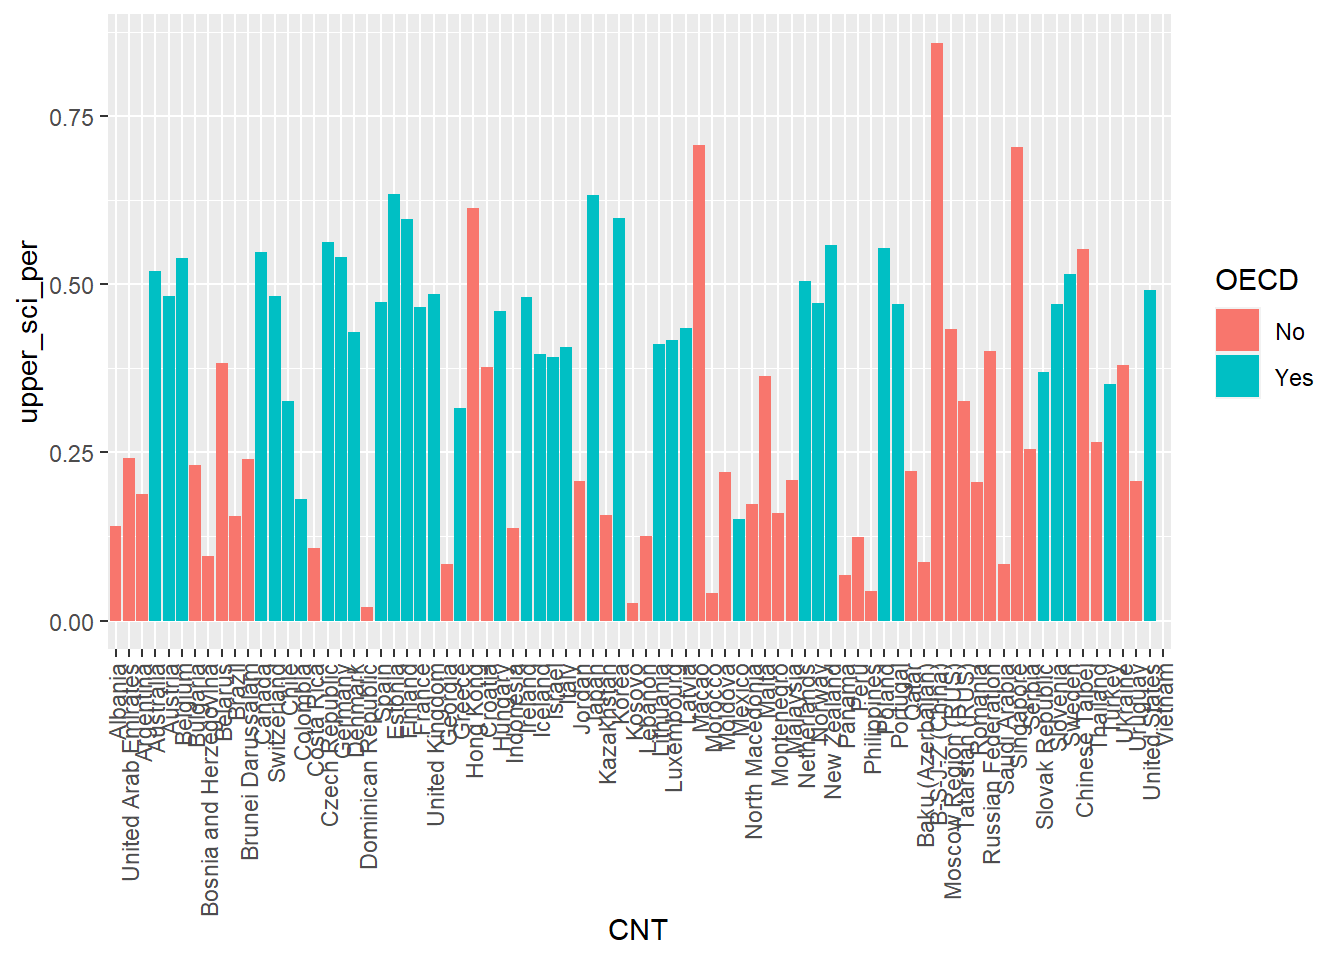 upper_sci_per
0.75
0.50
0.25
0.00
Albania
United Arab Emirates
Argentina
Australia
Austria
Belgium
Bulgaria
Bosnia and Herzegovina
Belarus
Brazil
Brunei Darussalam
Canada
Switzerland
Chile
Colombia
Costa Rica
Czech Republic
Germany
Denmark
Dominican Republic
Spain
Estonia
Finland
France
United Kingdom
Georgia
Greece
Hong Kong
Croatia
Hungary
Indonesia
Ireland
Iceland
Israel
Italy
Jordan
Japan
Kazakhstan
Korea
Kosovo
Lebanon
Lithuania
Luxembourg
Latvia
Macao
Morocco
Moldova
Mexico
North Macedonia
Malta
Montenegro
Malaysia
Netherlands
Norway
New Zealand
Panama
Peru
Philippines
Poland
Portugal
Qatar
Baku (Azerbaijan)
B-S-J-Z (China)
Moscow Region (RUS)
Tatarstan (RUS)
Romania
Russian Federation
Saudi Arabia
Singapore
Serbia
Slovak Republic
Slovenia
Sweden
Chinese Taipei
Thailand
Turkey
Ukraine
Uruguay
United States
Vietnam
CNT
OECD
No
Yes